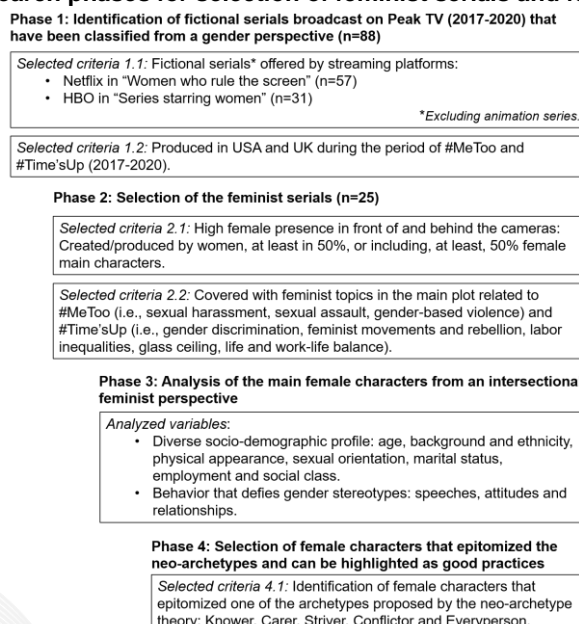 search phases for selection of feminist serials and
Phase 1: Identification of fictional serials broadcast on Peak TV (2017-2020) that
have been classified from a gender perspective (n=88)
Selected criteria 1.1: Fictional serials* offered by streaming platforms:
• Netflix in “Women who rule the screen” (n=57)
• HBO in “Series starring women” (n=31)
*Excluding animation series.
Selected criteria 1.2: Produced in USA and UK during the period of #MeToo and
#Time'sUp (2017-2020).
Phase 2: Selection of the feminist serials (n=25)
Selected criteria 2.1: High female presence in front of and behind the cameras:
Created/produced by women, at least in 50%, or including, at least, 50% female
main characters.
Selected criteria 2.2: Covered with feminist topics in the main plot related to
#MeToo (i.e., sexual harassment, sexual assault, gender-based violence) and
#Time'sUp (i.e., gender discrimination, feminist movements and rebellion, labor
inequalities, glass ceiling, life and work-life balance).
Phase 3: Analysis of the main female characters from an intersectiona
feminist perspective
Analyzed variables:
• Diverse socio-demographic profile: age, background and ethnicity,
physical appearance, sexual orientation, marital status,
employment and social class.
• Behavior that defies gender stereotypes: speeches, attitudes and
relationships.
Phase 4: Selection of female characters that epitomized the
neo-archetypes and can be highlighted as good practices
Selected criteria 4.1: Identification of female characters that
epitomized one of the archetypes proposed by the neo-archetype
theory: Knower, Carer, Striver, Conflictor and Everyperson.